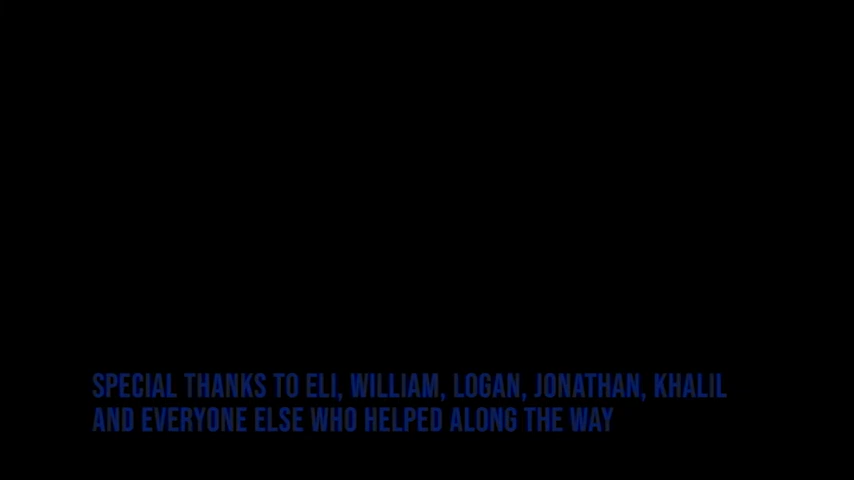 SPECIAL THANKS TO ELI, WILLIAM, LOGAN, JONATHAN, KHALIL
AND EVERYONE ELSE WHO HELPED ALONG THE WAY